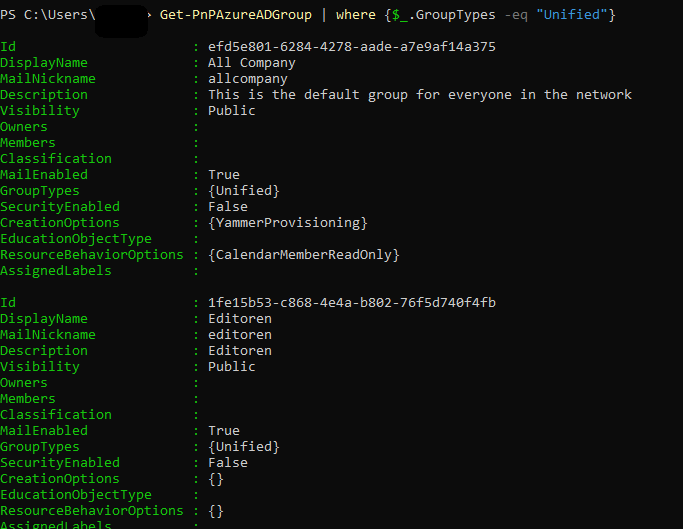 PS C:\Users\ > Get-PnPAzureADGroup | where {$_.GroupTypes -eq "Unified"}
Id : efd5e801-6284-4278-aade-a7e9af14a375
DisplayName : All Company
MailNickname : allcompany
Description : This is the default group for everyone in the network
Visibility : Public
Owners :
Members :
Classification :
MailEnabled : True
GroupTypes : {Unified}
SecurityEnabled : False
CreationOptions : {YammerProvisioning}
EducationObjectType :
ResourceBehaviorOptions : {CalendarMemberReadOnly}
AssignedLabels :
Id : 1fe15b53-c868-4e4a-b802-76f5d740f4fb
DisplayName : Editoren
MailNickname : editoren
Description : Editoren
Visibility : Public
Owners :
Members :
Classification :
MailEnabled : True
GroupTypes : {Unified}
SecurityEnabled : False
CreationOptions : {}
EducationObjectType :
ResourceBehaviorOptions : {}
AssignedLabels :